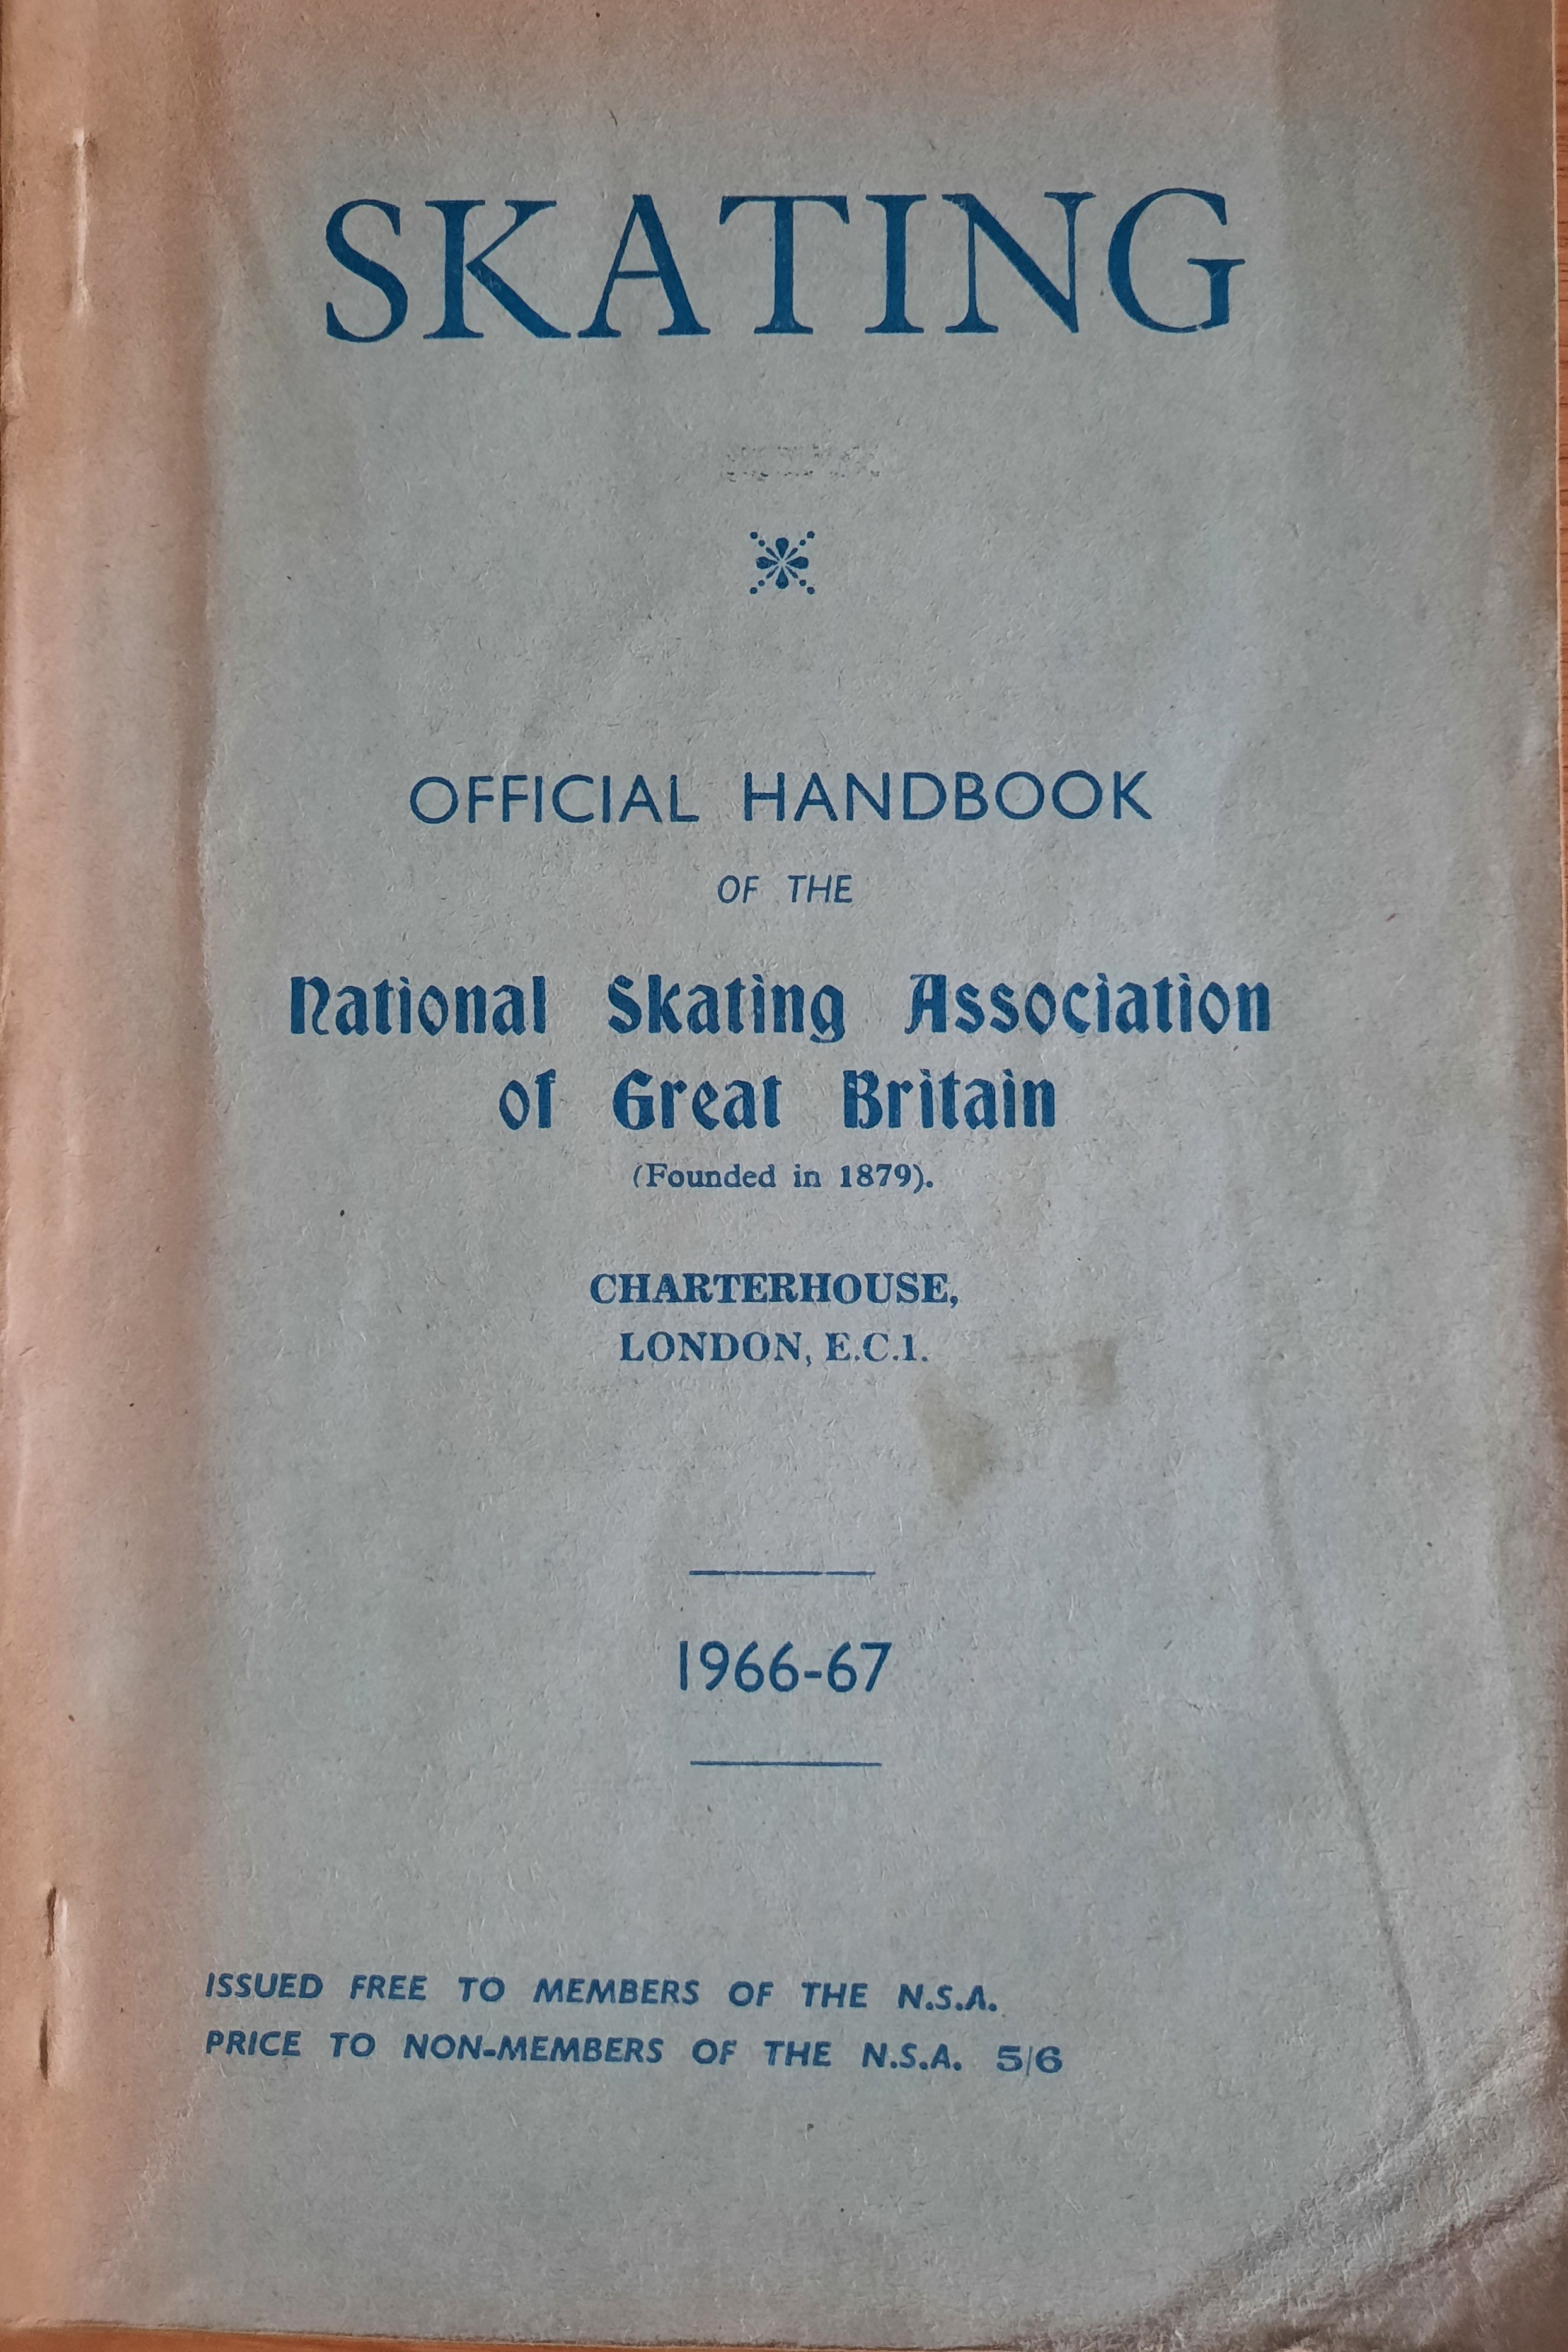 SKATING
OFFICIAL HANDBOOK
OF THE
National Skating Association
of Great Britain
(Founded in 1879).
CHARTERHOUSE,
LONDON, E.C.1.
1966-67
ISSUED FREE TO MEMBERS OF THE N.S.A.
PRICE TO NON-MEMBERS OF THE N.S.A. 5/6